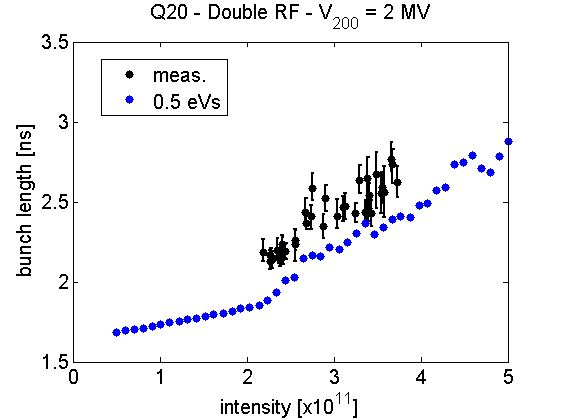 Q20 - Double RF - V200 = 2 MV
3.5
3
2.5
2
1.5
bunch length [ns]
meas.
0.5 eVs
0
1
2
3
4
5
intensity [x10^11]